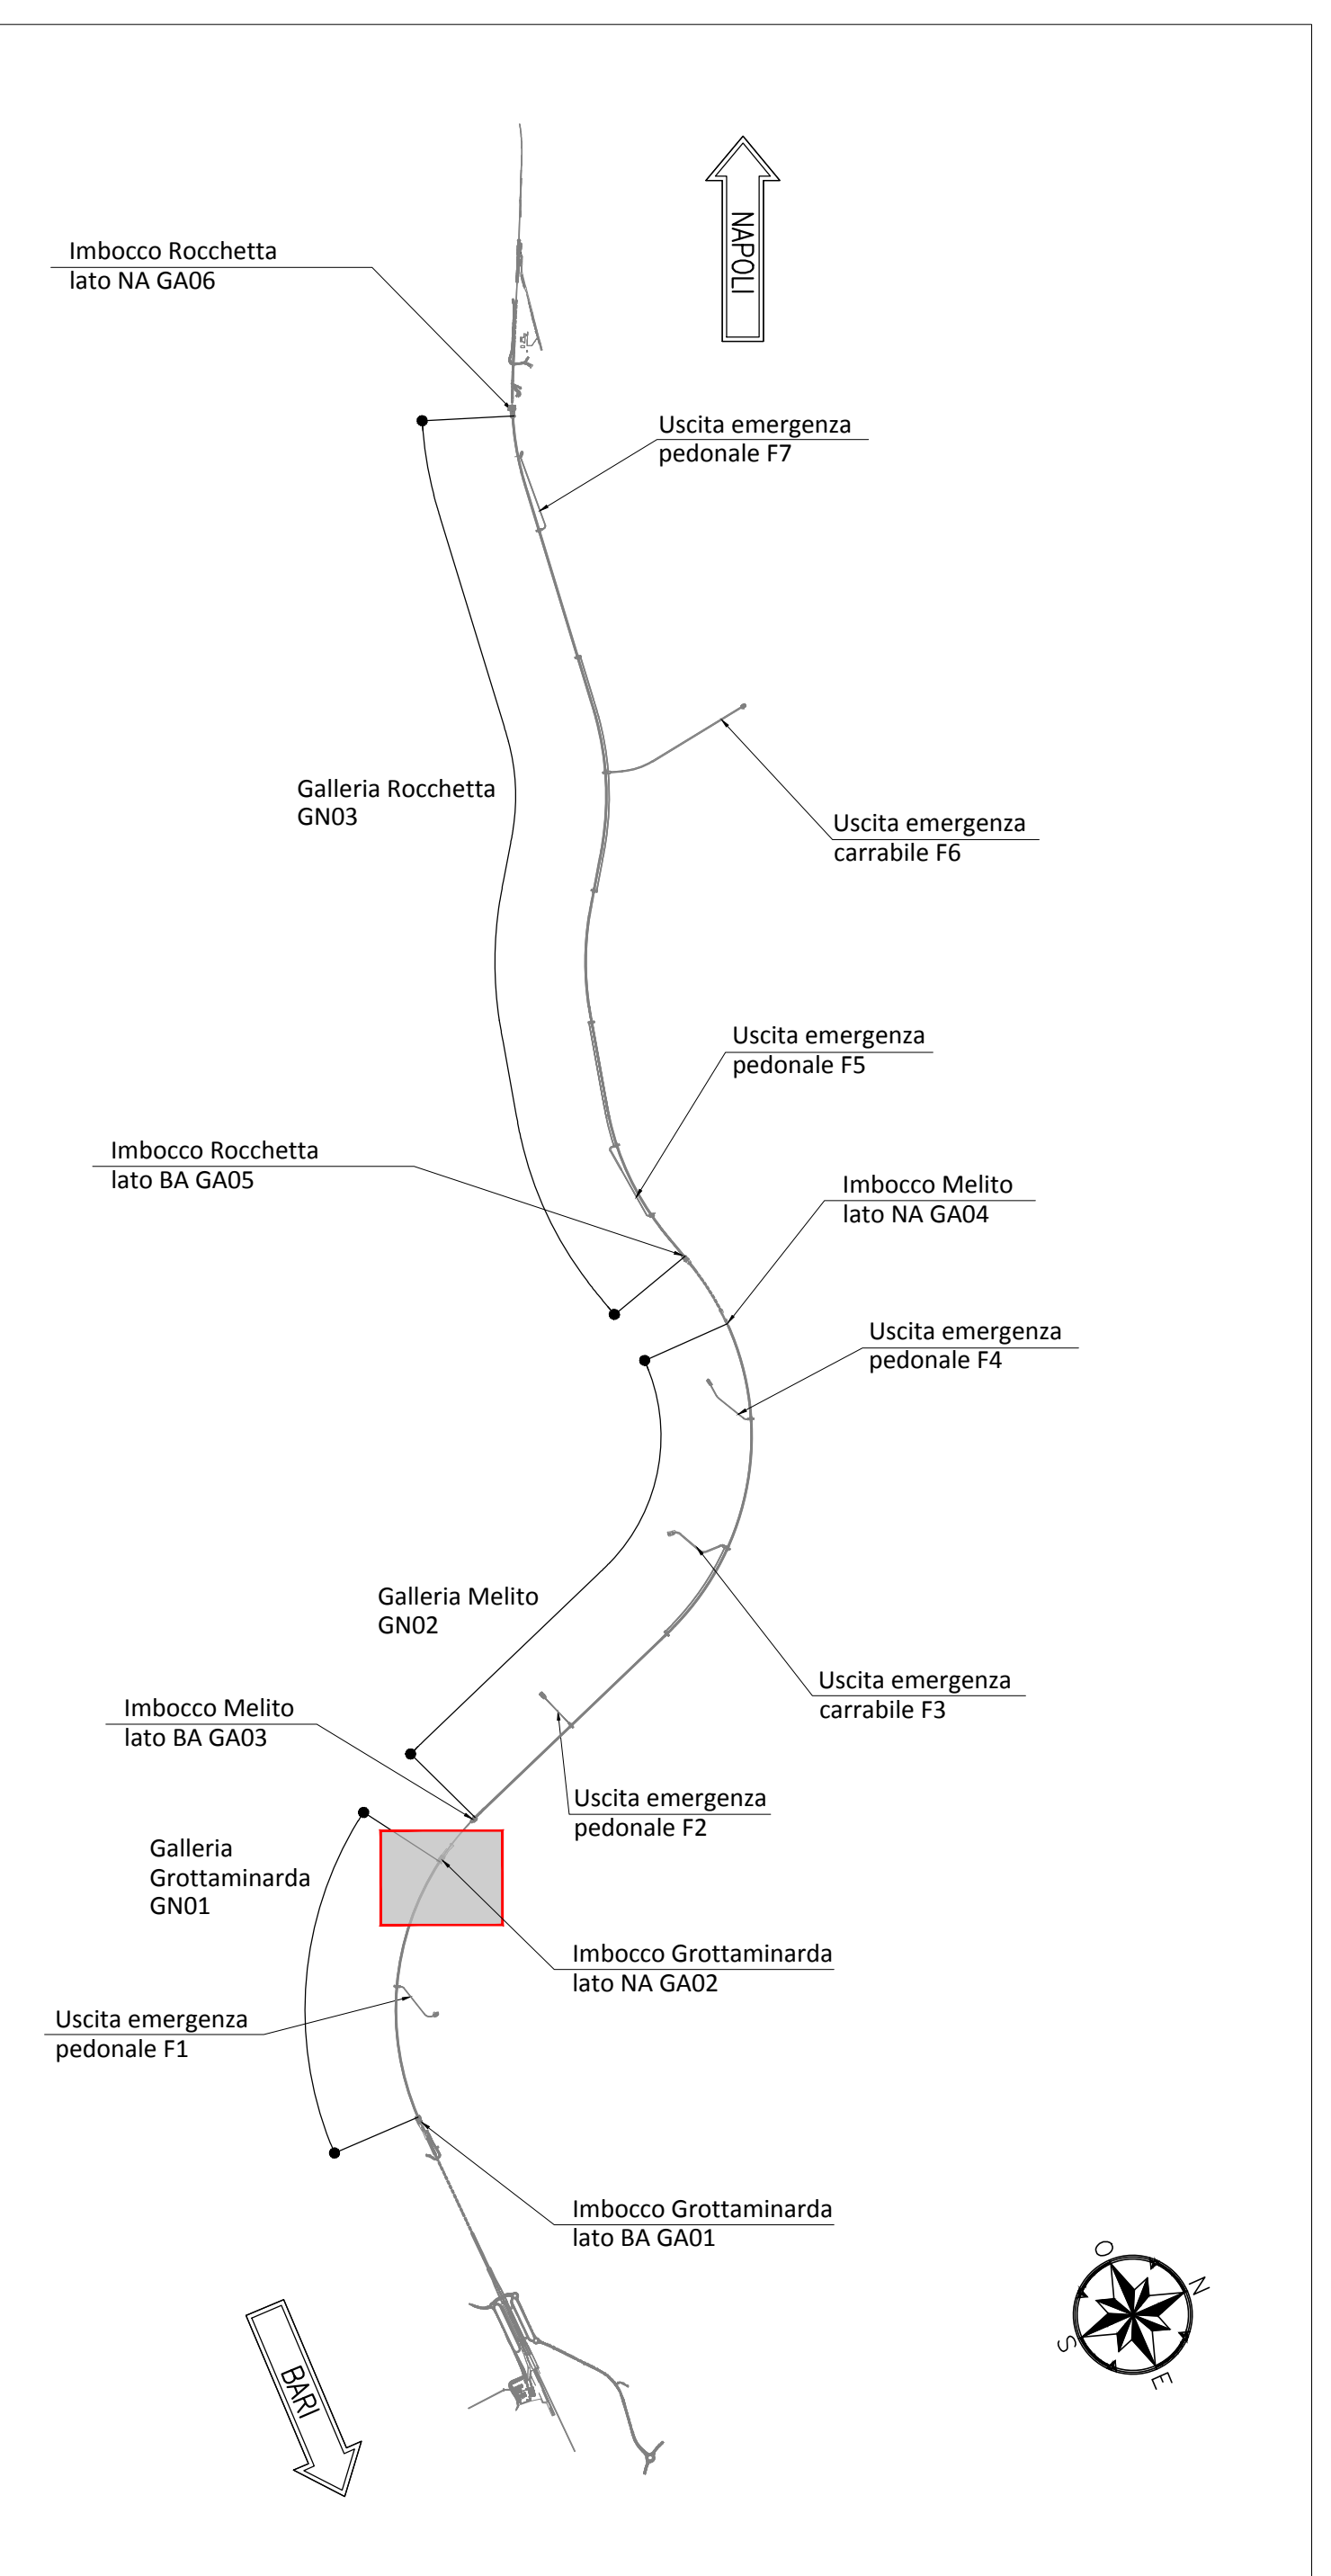 NAPOLI
Imbocco Rocchetta
lato NA GA06
Uscita emergenza
pedonale F7
Galleria Rocchetta
GN03
Uscita emergenza
carrabile F6
Uscita emergenza
pedonale F5
Imbocco Rocchetta
lato BA GA05
Imbocco Melito
lato NA GA04
Uscita emergenza
pedonale F4
Galleria Melito
GN02
Uscita emergenza
carrabile F3
Imbocco Melito
lato BA GA03
Uscita emergenza
pedonale F2
Galleria
Grottaminarda
GN01
Imbocco Grottaminarda
lato NA GA02
Uscita emergenza
pedonale F1
Imbocco Grottaminarda
lato BA GA01
O
N
S
E
BARI